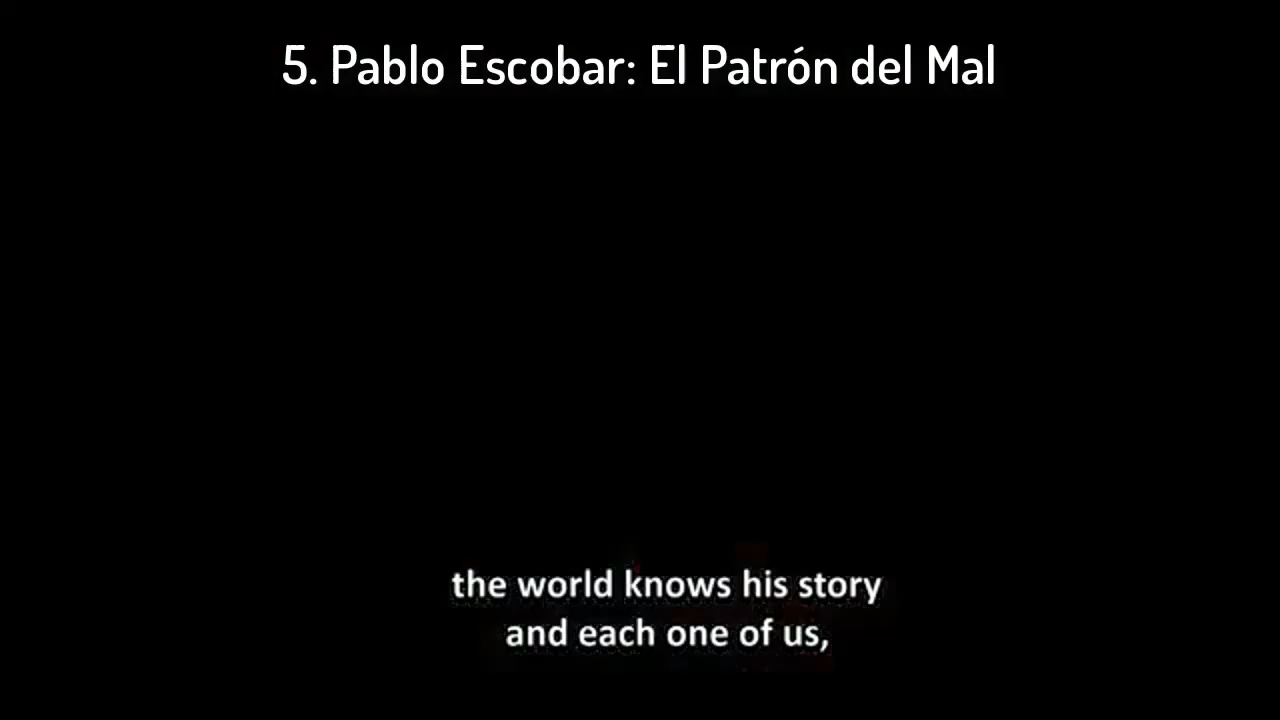 5. Pablo Escobar: El Patrón del Mal
the world knows his story
and each one of us,